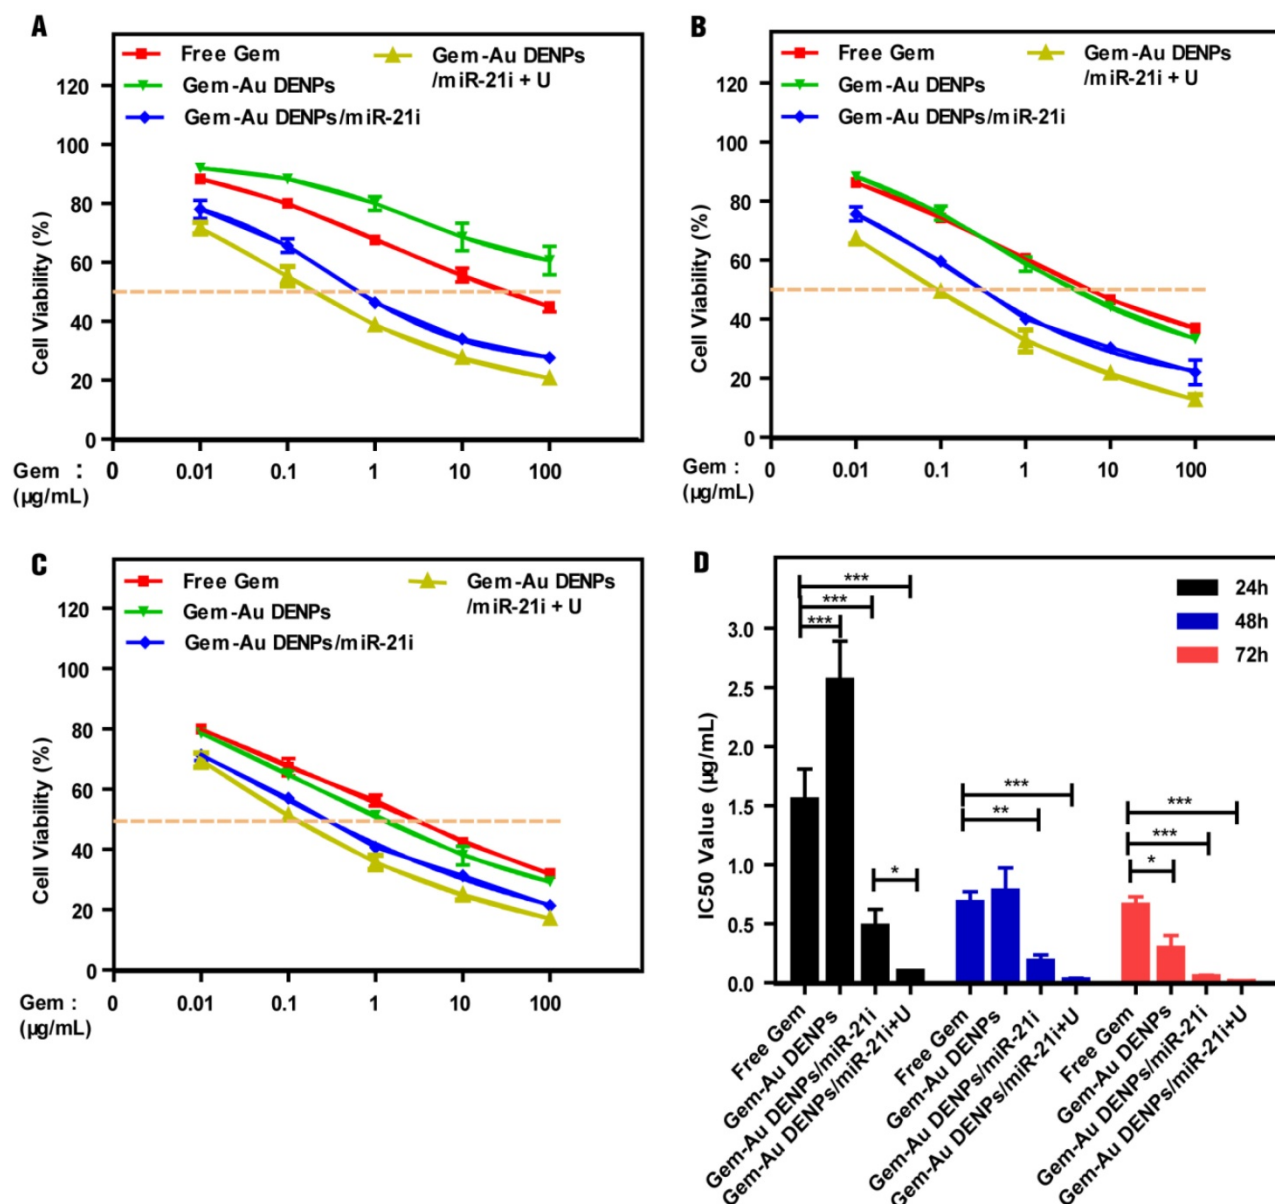 A
Free Gem
Gem-Au DENPs
Gem-Au DENPs/miR-21i
Gem-Au DENPs
/miR-21i + U
Cell Viability (%)
120
100
80
60
40
20
0
Gem :
(µg/mL)
0 0.01 0.1 1 10 100
B
Free Gem
Gem-Au DENPs
Gem-Au DENPs/miR-21i
Gem-Au DENPs
/miR-21i + U
Cell Viability (%)
120
100
80
60
40
20
0
Gem :
(µg/mL)
0 0.01 0.1 1 10 100
C
Free Gem
Gem-Au DENPs
Gem-Au DENPs/miR-21i
Gem-Au DENPs
/miR-21i + U
Cell Viability (%)
120
100
80
60
40
20
0
Gem :
(µg/mL)
0 0.01 0.1 1 10 100
D
24h
48h
72h
IC50 Value (µg/mL)
3.0
2.5
2.0
1.5
1.0
0.5
0.0
***
***
***
*
***
**
***
***
*
Free Gem
Gem-Au DENPs
Gem-Au DENPs/miR-21i
Gem-Au DENPs/miR-21i+U
Free Gem
Gem-Au DENPs
Gem-Au DENPs/miR-21i
Gem-Au DENPs/miR-21i+U
Free Gem
Gem-Au DENPs
Gem-Au DENPs/miR-21i
Gem-Au DENPs/miR-21i+U